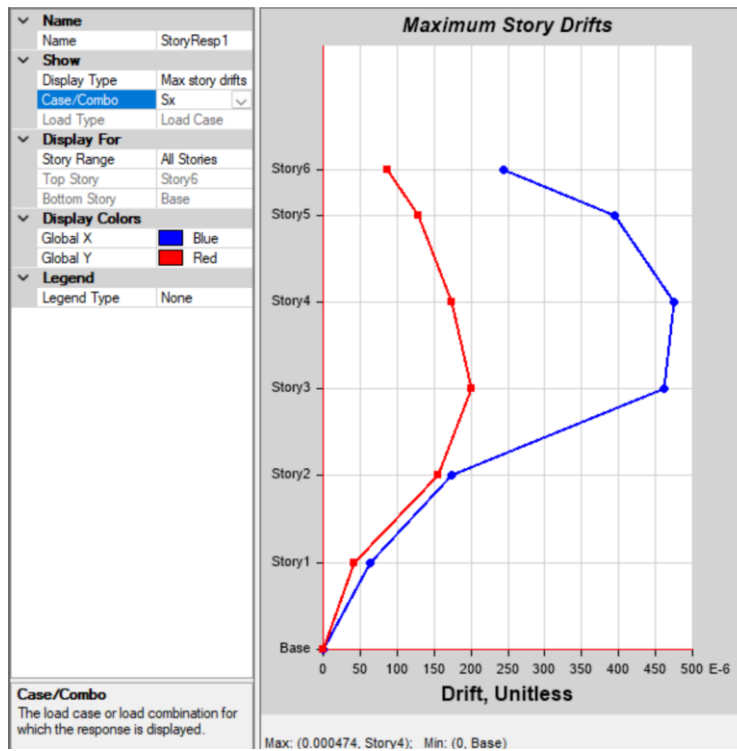 Name
Name StoryResp1
Show
Display Type Max story drifts
Case/Combo Sx
Load Type Load Case
Display For
Story Range All Stories
Top Story Story6
Bottom Story Base
Display Colors
Global X Blue
Global Y Red
Legend
Legend Type None
Case/Combo
The load case or load combination for
which the response is displayed.
Maximum Story Drifts
Story6
Story5
Story4
Story3
Story2
Story1
Base
0 50 100 150 200 250 300 350 400 450 500 E-6
Drift, Unitless
Max: (0.000474, Story4); Min: (0, Base)